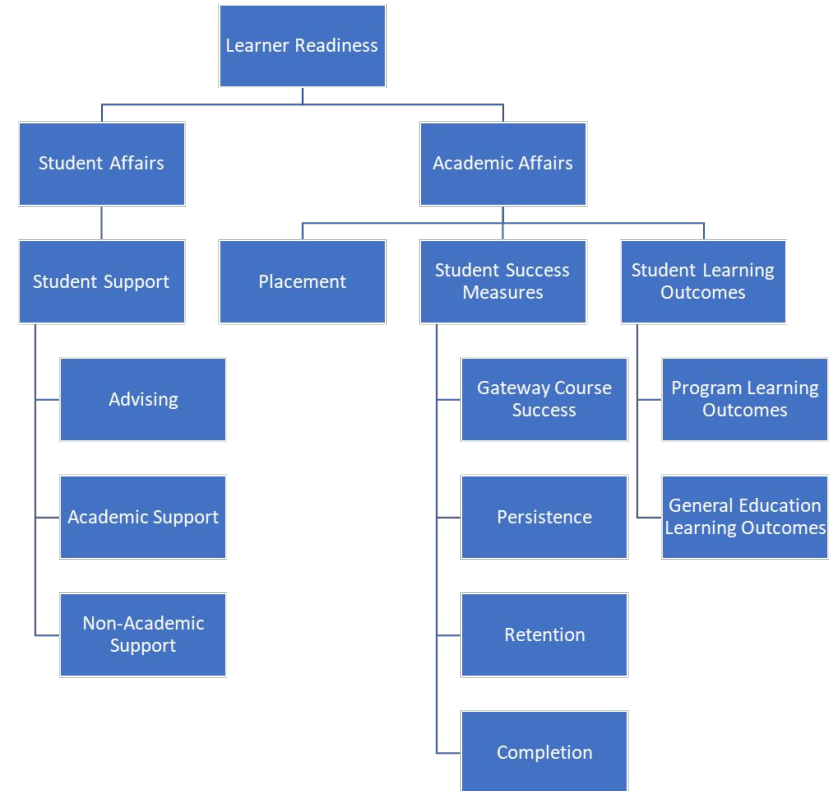 Learner Readiness
Student Affairs
Academic Affairs
Student Support
Placement
Student Success
Measures
Student Learning
Outcomes
Advising
Gateway Course
Success
Program Learning
Outcomes
Academic Support
Persistence
General Education
Learning Outcomes
Non-Academic
Support
Retention
Completion